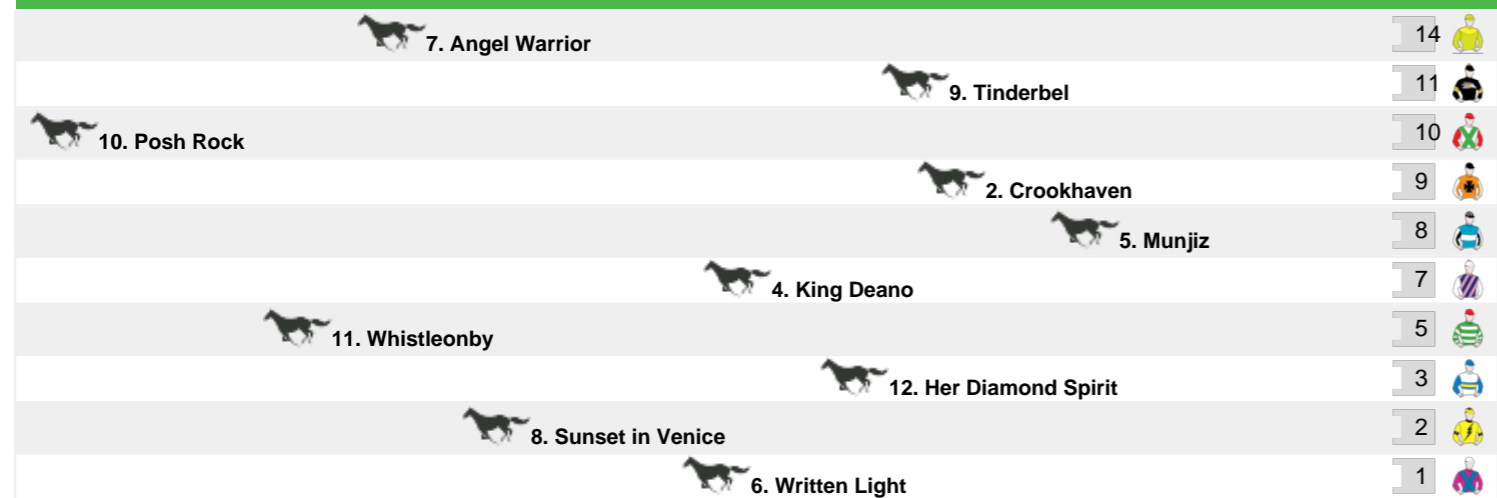 7. Angel Warrior 14
9. Tinderbel 11
10. Posh Rock 10
2. Crookhaven 9
5. Munjiz 8
4. King Deano 7
11. Whistleonby 5
12. Her Diamond Spirit 3
8. Sunset in Venice 2
6. Written Light 1